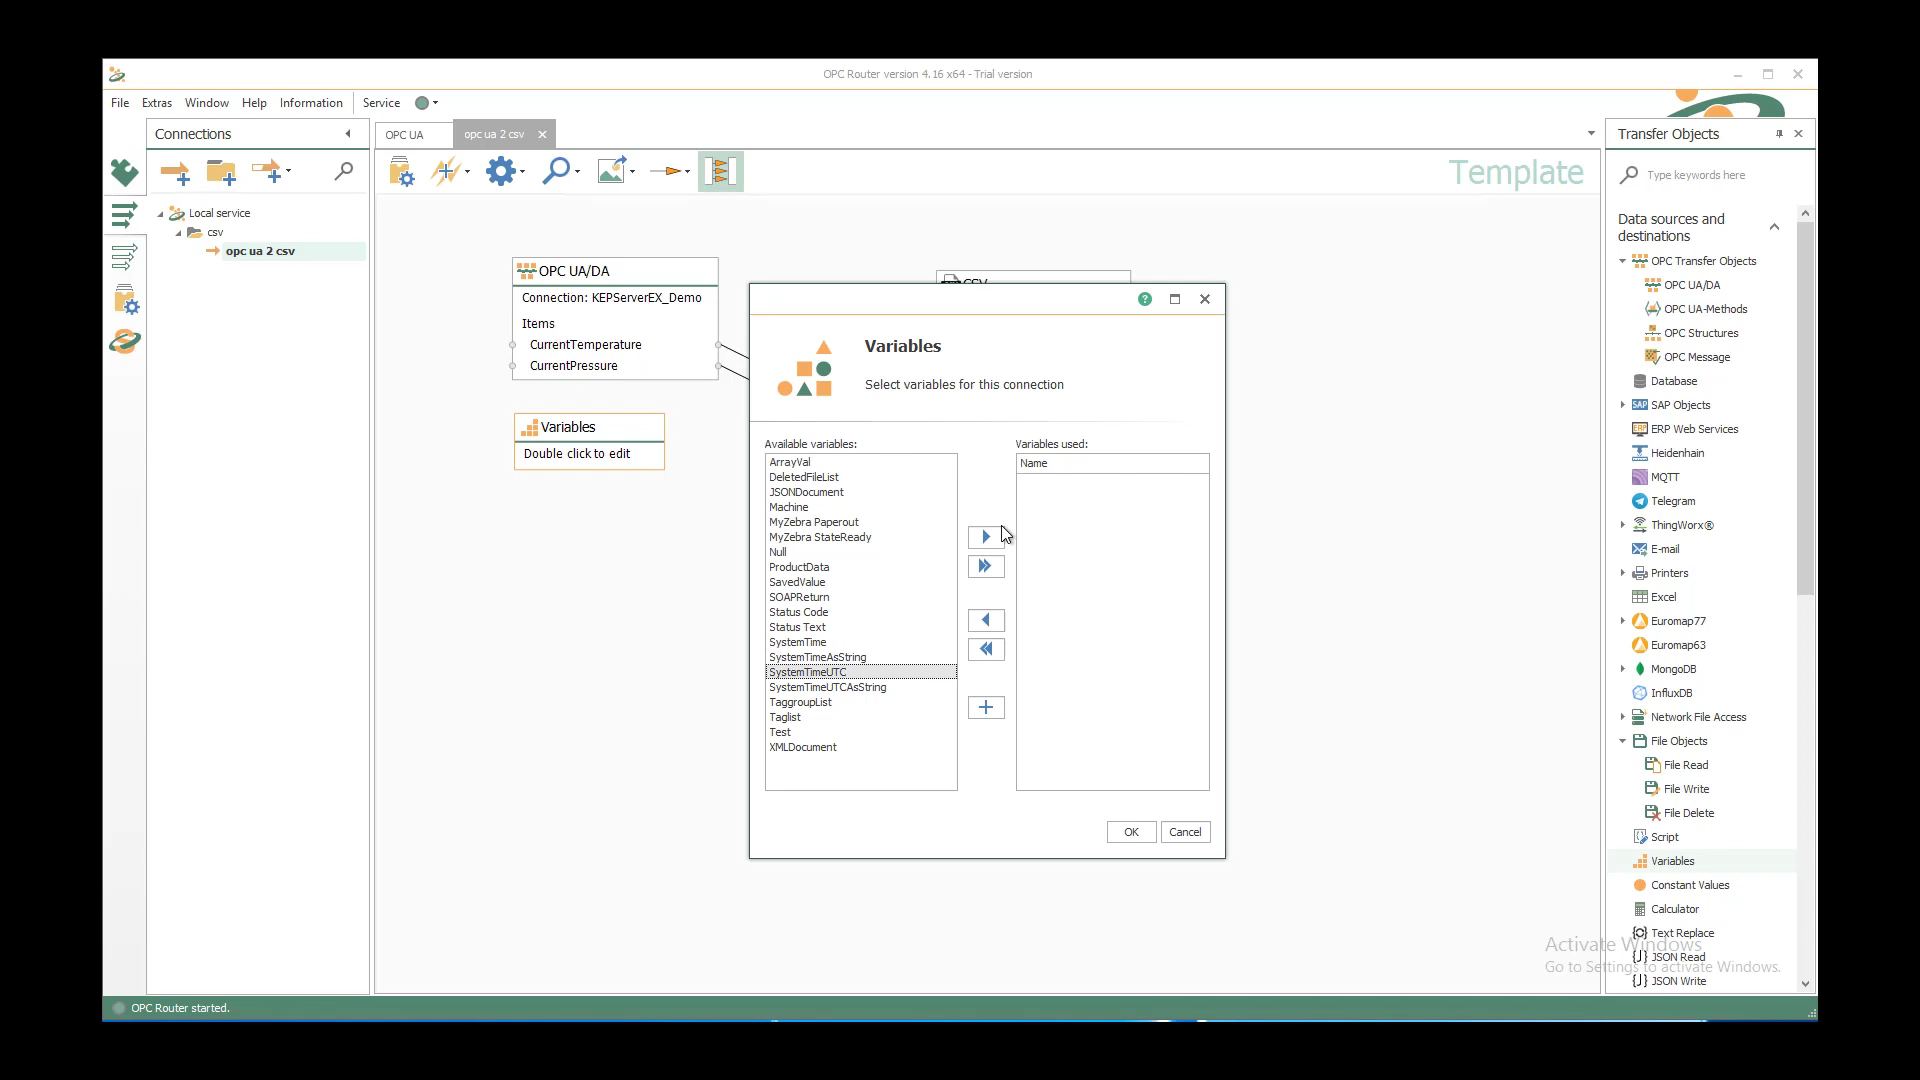 OPC Router version 4.16 x64 - Trial version
File Extras Window Help Information Service
Connections
OPC UA
opc ua 2 csv
Transfer Objects
Template
Type keywords here
Local service
csv
opc ua 2 csv
OPC UA/DA
Connection: KEPServerEX_Demo
Items
CurrentTemperature
CurrentPressure
Variables
Double click to edit
CSV
Variables
Select variables for this connection
Available variables:
ArrayVal
DeletedFileList
JSONDocument
Machine
MyZebra Paperout
MyZebra StateReady
Null
ProductData
SavedValue
SOAPReturn
Status Code
Status Text
SystemTime
SystemTimeAsString
SystemTimeUTC
SystemTimeUTCAsString
TaggroupList
Taglist
Test
XMLDocument
Variables used:
Name
OK
Cancel
Data sources and
destinations
OPC Transfer Objects
OPC UA/DA
OPC UA-Methods
OPC Structures
OPC Message
Database
SAP SAP Objects
ERP ERP Web Services
Heidenhain
MQTT
Telegram
ThingWorx®
E-mail
Printers
Excel
Euromap77
Euromap63
MongoDB
InfluxDB
Network File Access
File Objects
File Read
File Write
File Delete
Script
Variables
Constant Values
Calculator
Text Replace
JSON Read
JSON Write
Activate Windows
Go to Settings to activate Windows.
OPC Router started.